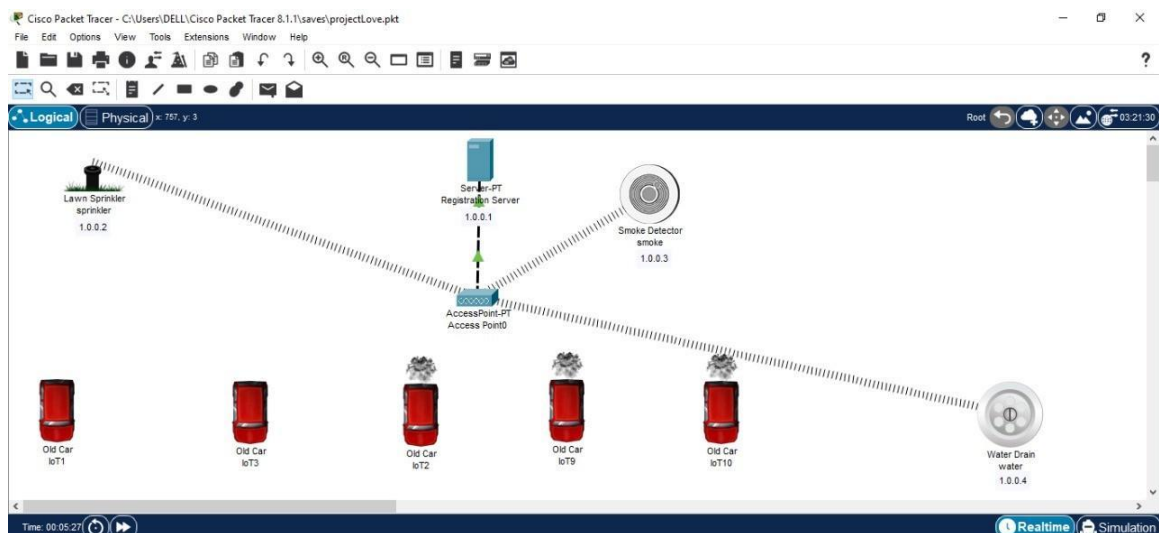 Cisco Packet Tracer - C:\Users\DELL\Cisco Packet Tracer 8.1.1\saves\projectLove.pkt
File Edit Options View Tools Extensions Window Help
?
Logical Physical x: 757, y: 3 Root 03:21:30
Lawn Sprinkler
sprinkler
1.0.0.2
Server-PT
Registration Server
1.0.0.1
Smoke Detector
smoke
1.0.0.3
AccessPoint-PT
Access Point0
Old Car
IoT1
Old Car
IoT3
Old Car
IoT2
Old Car
IoT9
Old Car
IoT10
Water Drain
water
1.0.0.4
Time: 00:05:27 Realtime Simulation